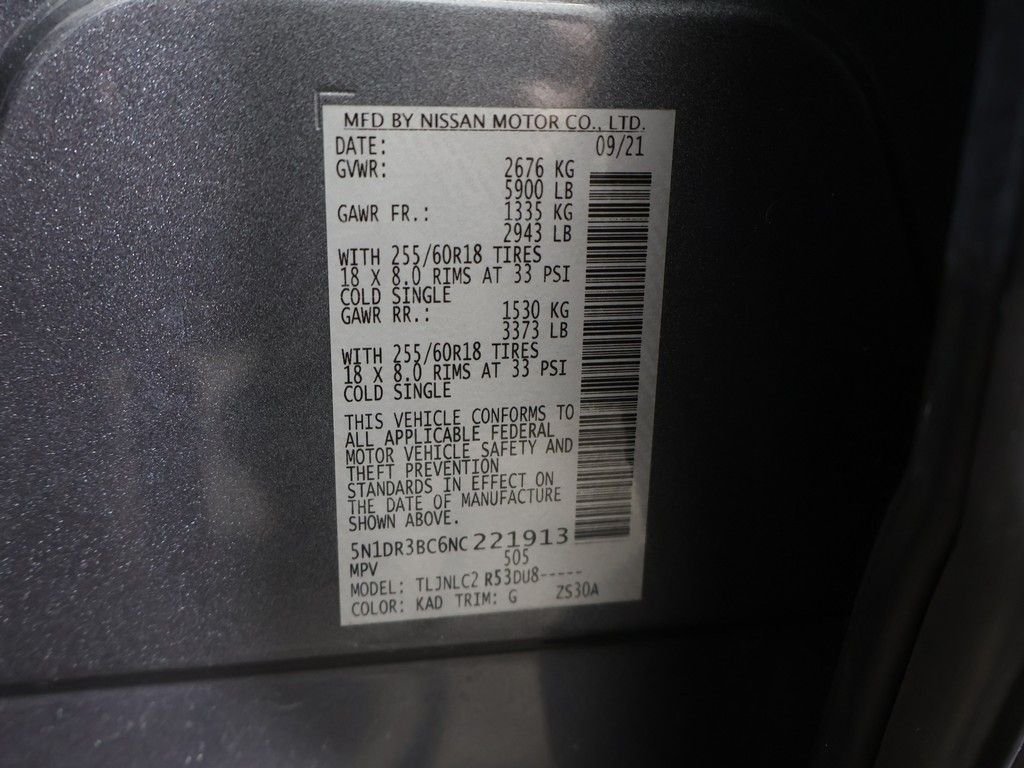 MFD BY NISSAN MOTOR CO., LTD.
DATE: 09/21
GVWR: 2676 KG
5900 LB
GAWR FR.: 1335 KG
2943 LB
WITH 255/60R18 TIRES
18 X 8.0 RIMS AT 33 PSI
COLD SINGLE
GAWR RR.: 1530 KG
3373 LB
WITH 255/60R18 TIRES
18 X 8.0 RIMS AT 33 PSI
COLD SINGLE
THIS VEHICLE CONFORMS TO
ALL APPLICABLE FEDERAL
MOTOR VEHICLE SAFETY AND
THEFT PREVENTION
STANDARDS IN EFFECT ON
THE DATE OF MANUFACTURE
SHOWN ABOVE.
5N1DR3BC6NC221913
MPV 505
MODEL: TLJNLC2 R53DU8-----
COLOR: KAD TRIM: G ZS30A